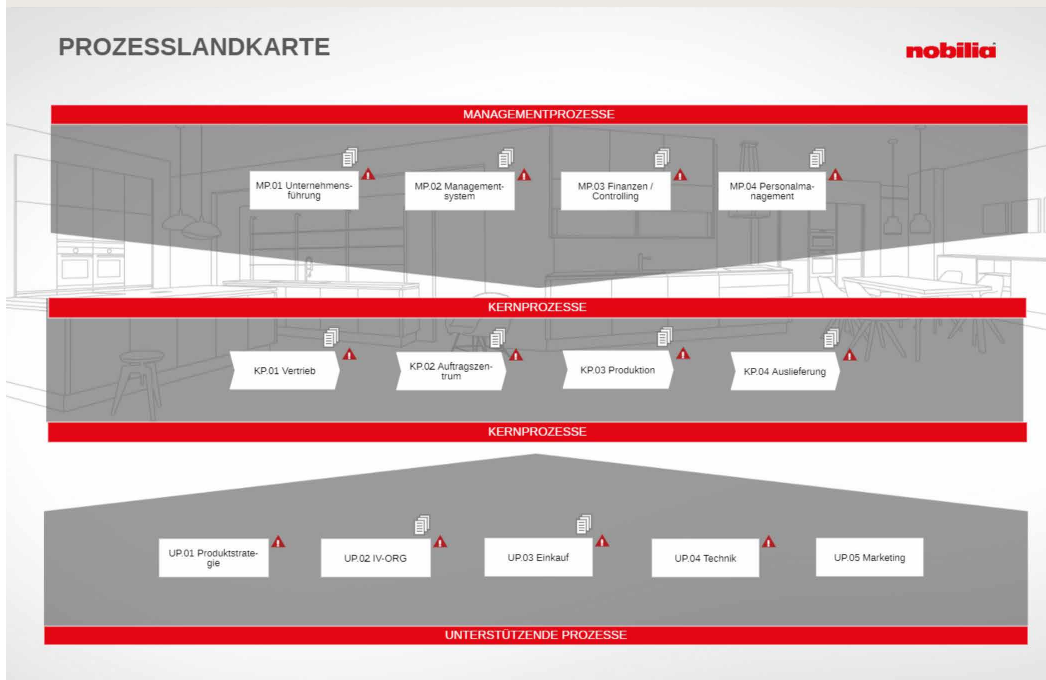 PROZESSLANDKARTE
nobilia
MANAGEMENTPROZESSE
MP.01 Unternehmens-
führung
MP.02 Management-
system
MP.03 Finanzen /
Controlling
MP.04 Personalma-
nagement
KERNPROZESSE
KP.01 Vertrieb
KP.02 Auftragszen-
trum
KP.03 Produktion
KP.04 Auslieferung
KERNPROZESSE
UP.01 Produktstrate-
gie
UP.02 IV-ORG
UP.03 Einkauf
UP.04 Technik
UP.05 Marketing
UNTERSTÜTZENDE PROZESSE